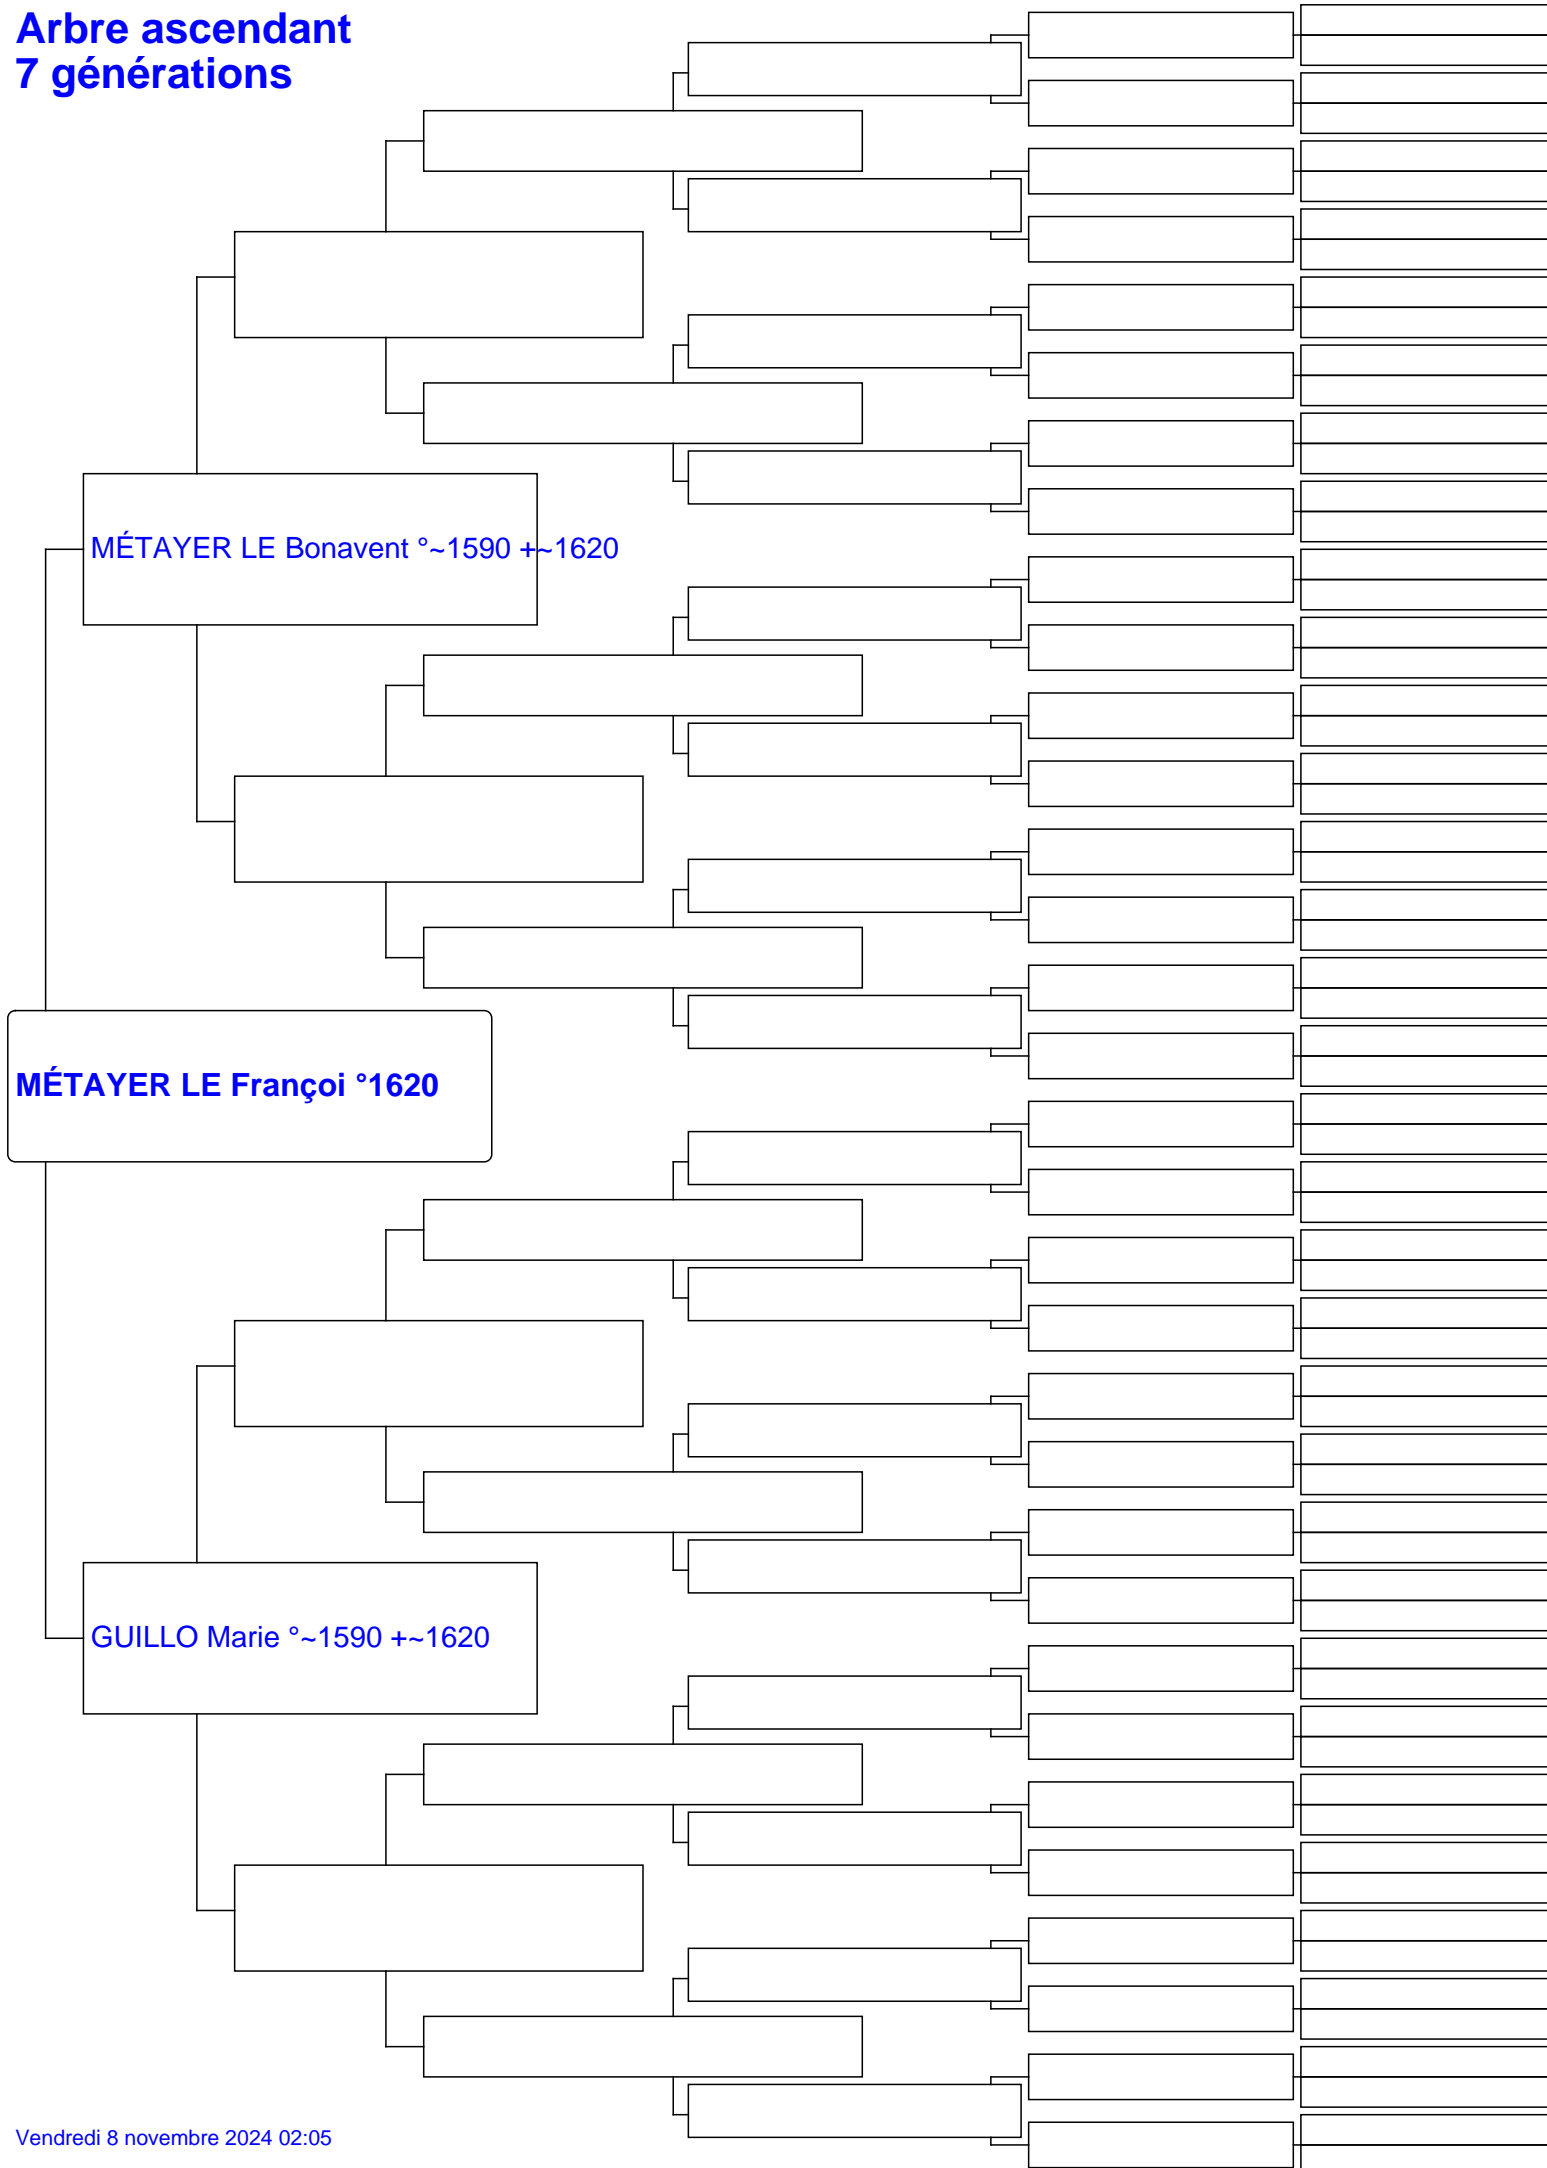 Arbre ascendant
7 générations
MÉTAYER LE Bonavent °~1590 +~1620
MÉTAYER LE Françoi °1620
GUILLO Marie °~1590 +~1620
Vendredi 8 novembre 2024 02:05